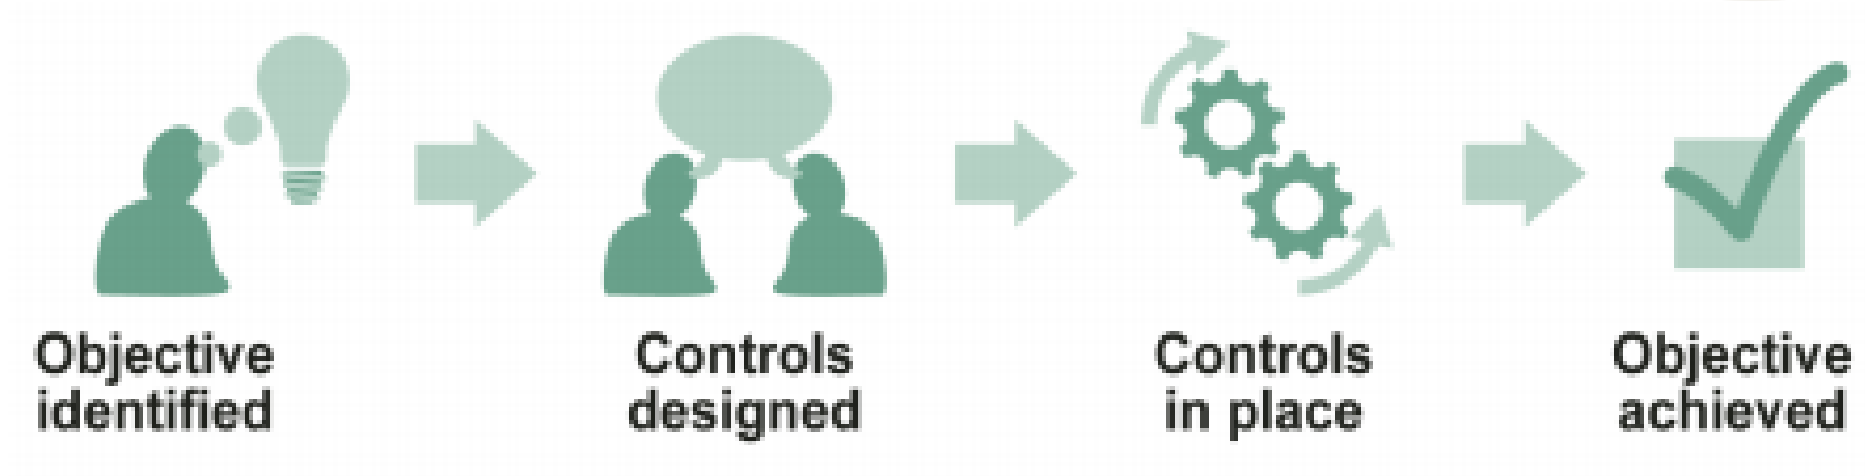 Objective
identified
Controls
designed
Controls
in place
Objective
achieved